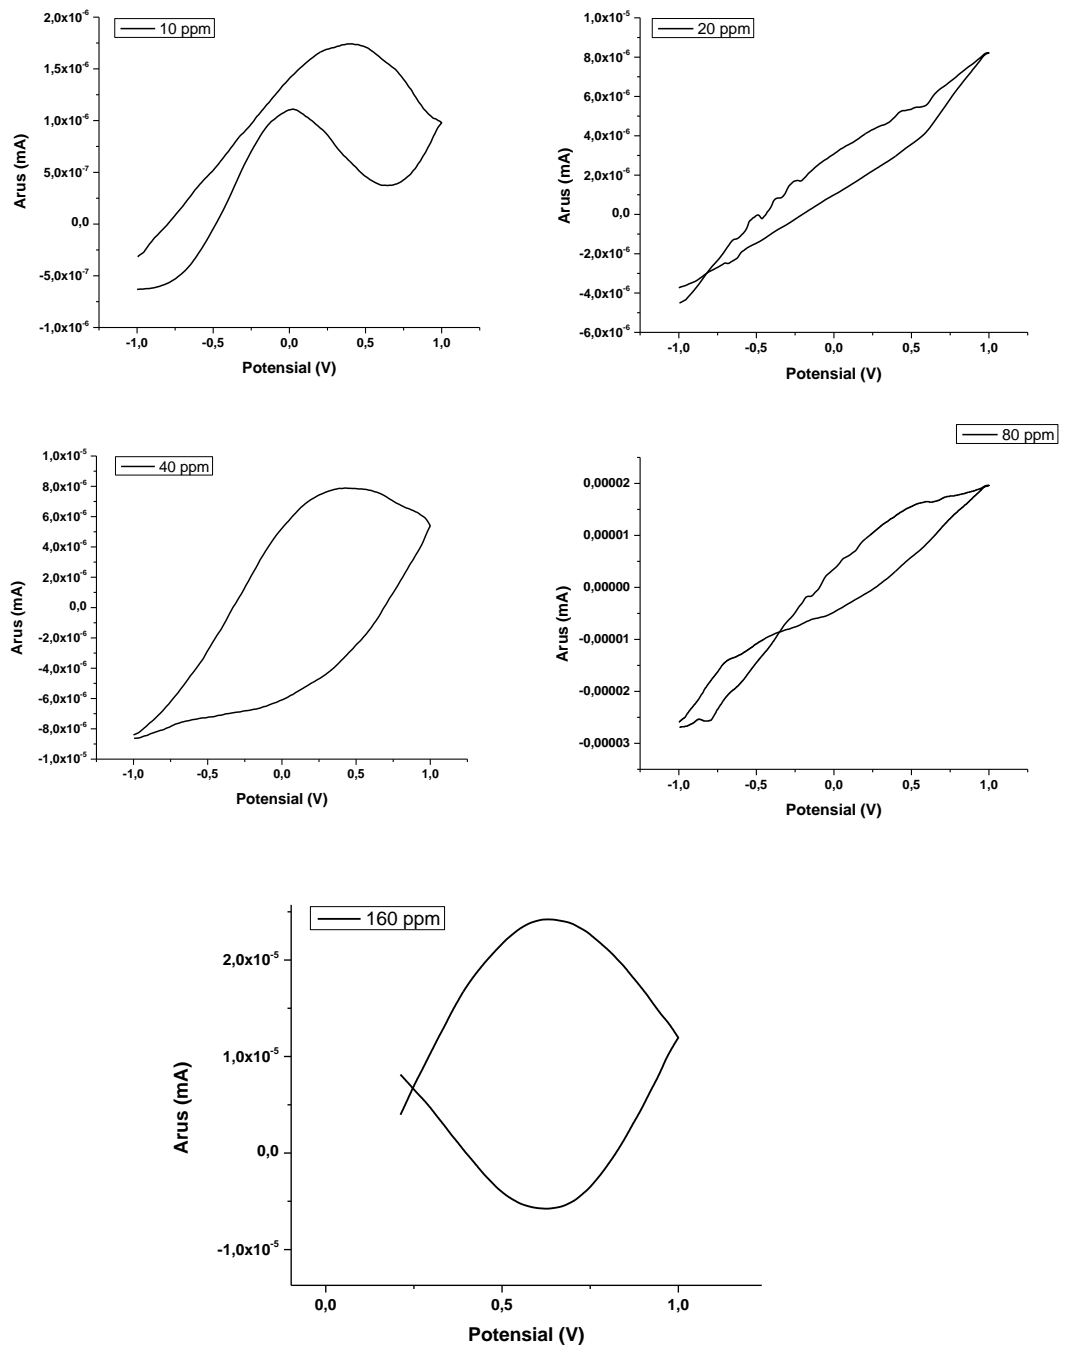 10 ppm
2,0x10⁻⁶
1,5x10⁻⁶
1,0x10⁻⁶
5,0x10⁻⁷
0,0
-5,0x10⁻⁷
-1,0x10⁻⁶
Arus (mA)
-1,0 -0,5 0,0 0,5 1,0
Potensial (V)
20 ppm
1,0x10⁻⁵
8,0x10⁻⁶
6,0x10⁻⁶
4,0x10⁻⁶
2,0x10⁻⁶
0,0
-2,0x10⁻⁶
-4,0x10⁻⁶
-6,0x10⁻⁶
Arus (mA)
-1,0 -0,5 0,0 0,5 1,0
Potensial (V)
40 ppm
1,0x10⁻⁵
8,0x10⁻⁶
6,0x10⁻⁶
4,0x10⁻⁶
2,0x10⁻⁶
0,0
-2,0x10⁻⁶
-4,0x10⁻⁶
-6,0x10⁻⁶
-8,0x10⁻⁶
-1,0x10⁻⁵
Arus (mA)
-1,0 -0,5 0,0 0,5 1,0
Potensial (V)
80 ppm
0,00002
0,00001
0,00000
-0,00001
-0,00002
-0,00003
Arus (mA)
-1,0 -0,5 0,0 0,5 1,0
Potensial (V)
160 ppm
2,0x10⁻⁵
1,0x10⁻⁵
0,0
-1,0x10⁻⁵
Arus (mA)
0,0 0,5 1,0
Potensial (V)